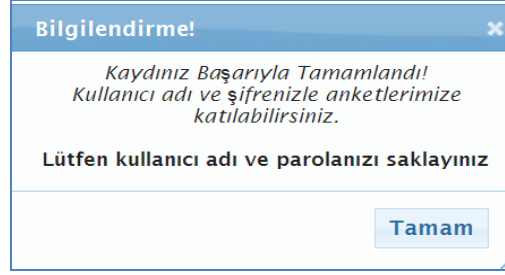 Bilgilendirme!
Kaydınız Başarıyla Tamamlandı!
Kullanıcı adı ve şifrenizle anketlerimize
katılabilirsiniz.
Lütfen kullanıcı adı ve parolanızı saklayınız
Tamam